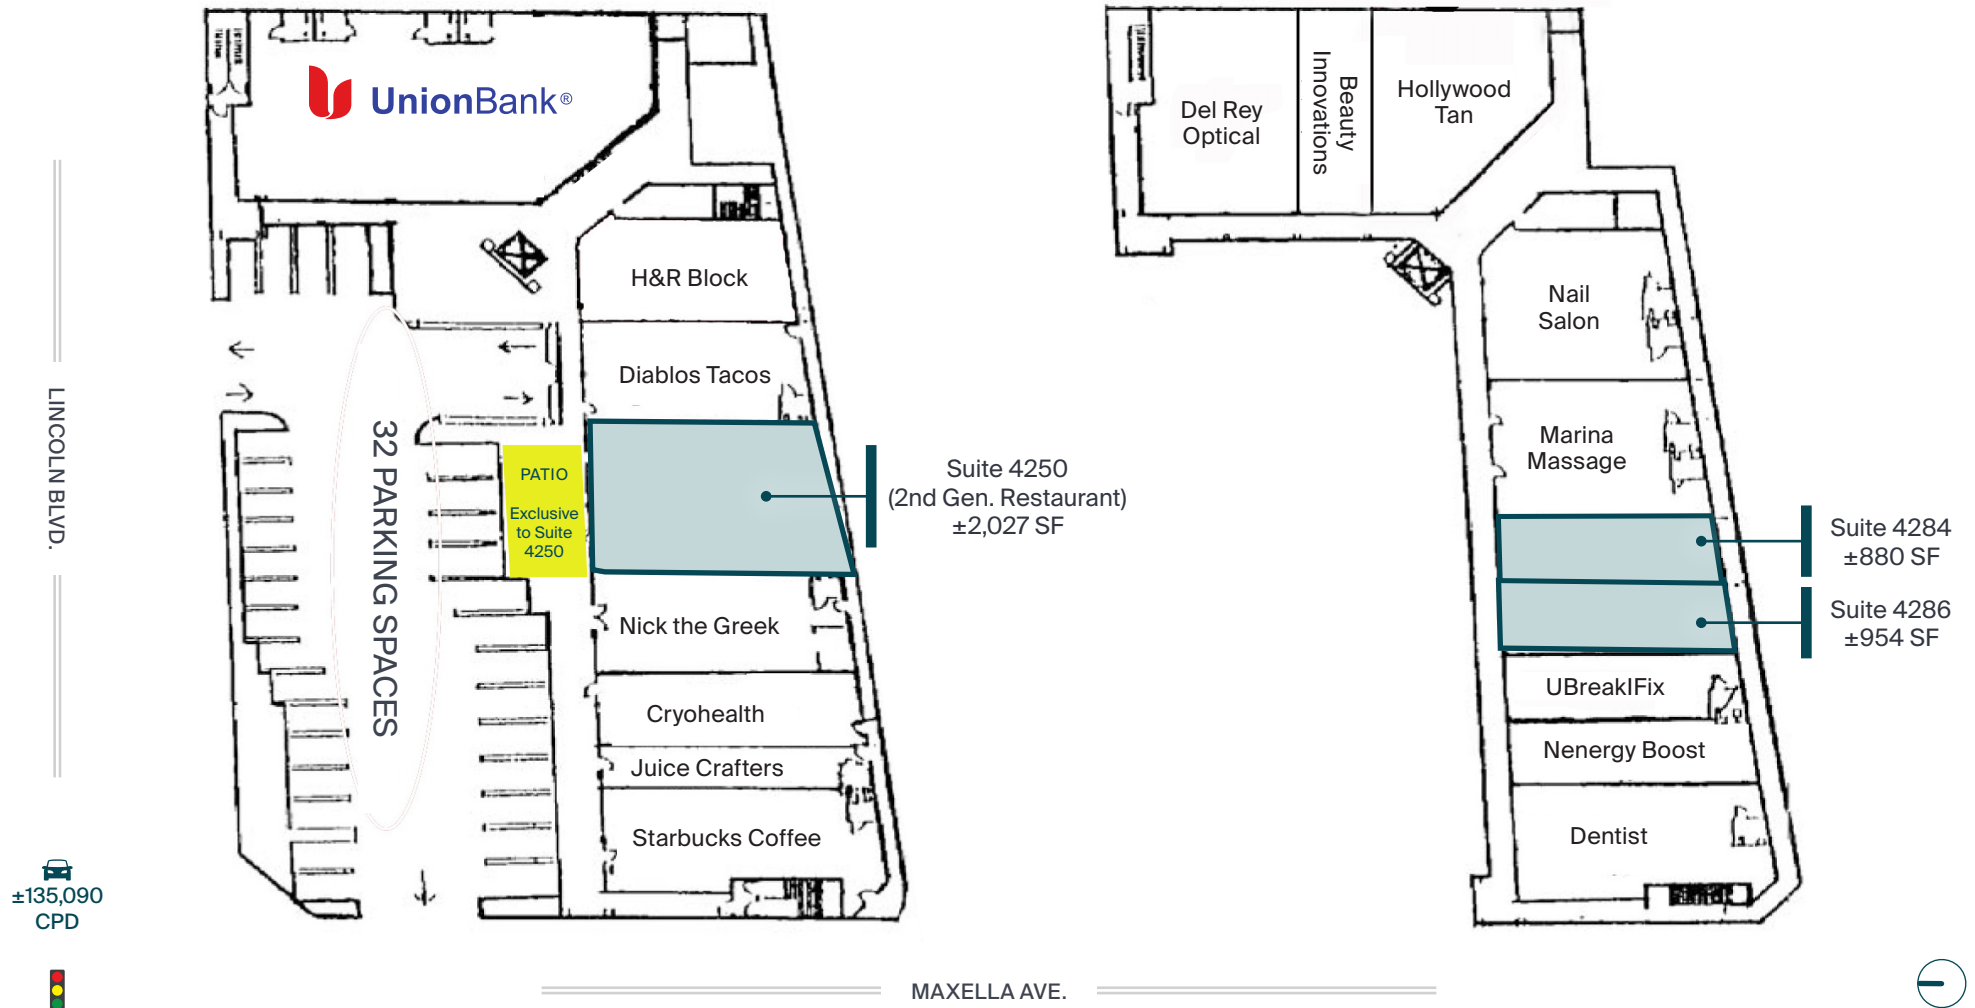 UnionBank®
H&R Block
Diablos Tacos
PATIO
Exclusive
to Suite
4250
Suite 4250
(2nd Gen. Restaurant)
±2,027 SF
Nick the Greek
Cryohealth
Juice Crafters
Starbucks Coffee
32 PARKING SPACES
LINCOLN BLVD.
±135,090
CPD
MAXELLA AVE.
Del Rey
Optical
Beauty
Innovations
Hollywood
Tan
Nail
Salon
Marina
Massage
Suite 4284
±880 SF
Suite 4286
±954 SF
UBreakIFix
Nenergy Boost
Dentist